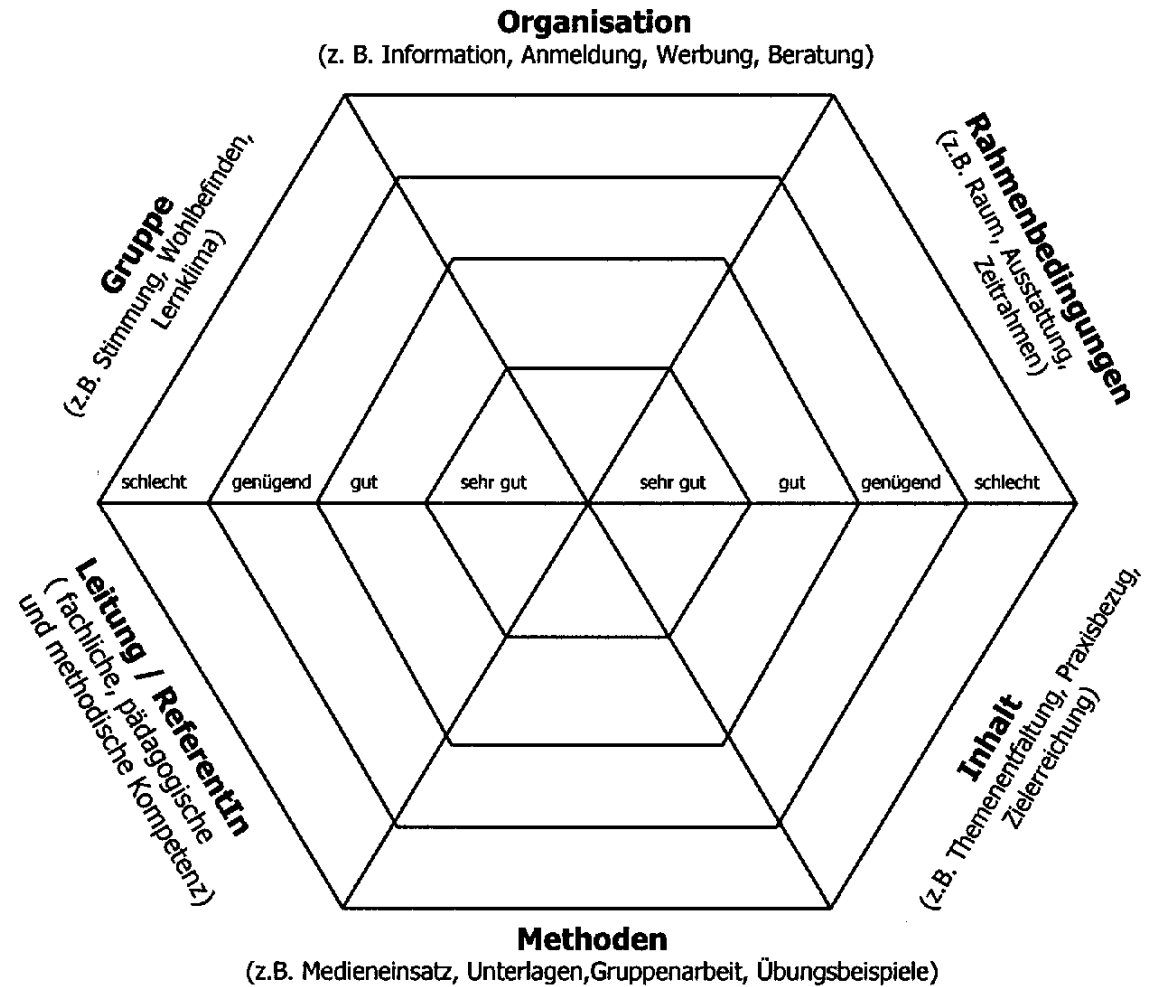 Organisation
(z. B. Information, Anmeldung, Werbung, Beratung)
Rahmenbedingungen
(z.B. Raum, Ausstattung,
Zeitrahmen)
Gruppe
(z.B. Stimmung, Wohlbefinden,
Lernklima)
schlecht genügend gut sehr gut sehr gut gut genügend schlecht
Leitung / ReferentIn
( fachliche, pädagogische
und methodische Kompetenz)
Inhalt
(z.B. Themenentfaltung, Praxisbezug,
Zielerreichung)
Methoden
(z.B. Medieneinsatz, Unterlagen,Gruppenarbeit, Übungsbeispiele)